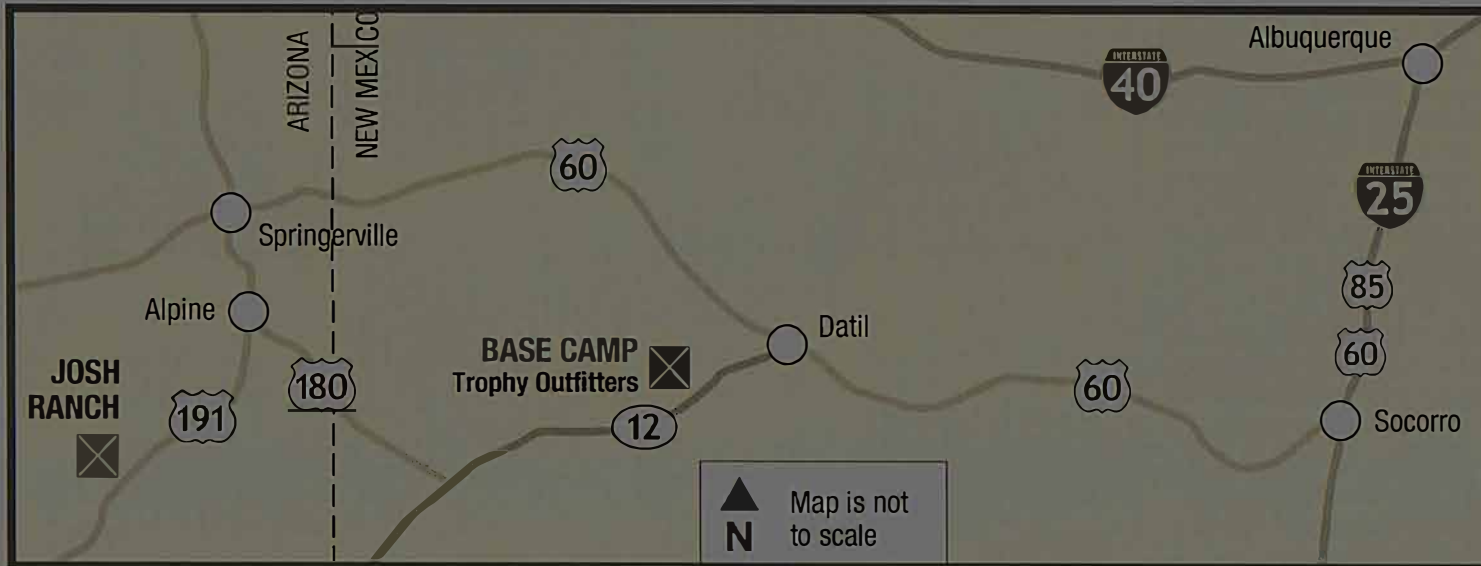 ARIZONA
NEW MEXICO
Albuquerque
INTERSTATE
40
INTERSTATE
25
60
Springerville
85
Alpine
Datil
BASE CAMP
Trophy Outfitters
60
JOSH
RANCH
180
60
191
12
Socorro
Map is not
to scale
N